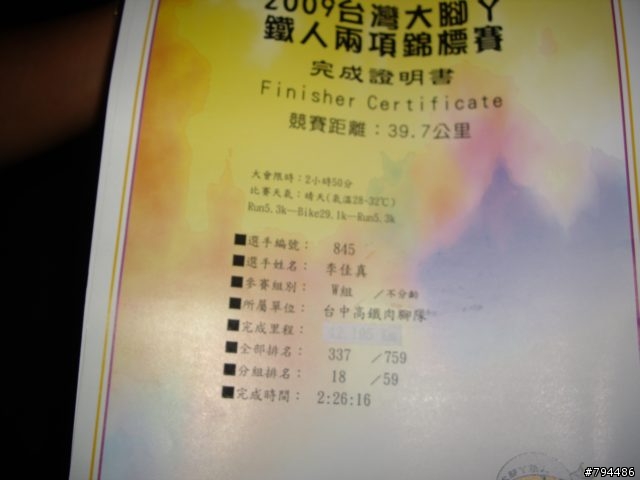 2009台灣大腳丫
鐵人兩項錦標賽
完成證明書
Finisher Certificate
競賽距離：39.7公里
大會限時：2小時50分
比賽天氣：晴天(氣溫28-32℃)
Run5.3k--Bike29.1k--Run5.3k
■選手編號： 845
■選手姓名： 李佳真
■參賽組別： W組 /不分齡
■所屬單位： 台中高鐵肉腳隊
■完成里程： 42.195 km
■全部排名： 337 /759
■分組排名： 18 /59
■完成時間： 2:26:16
#794486